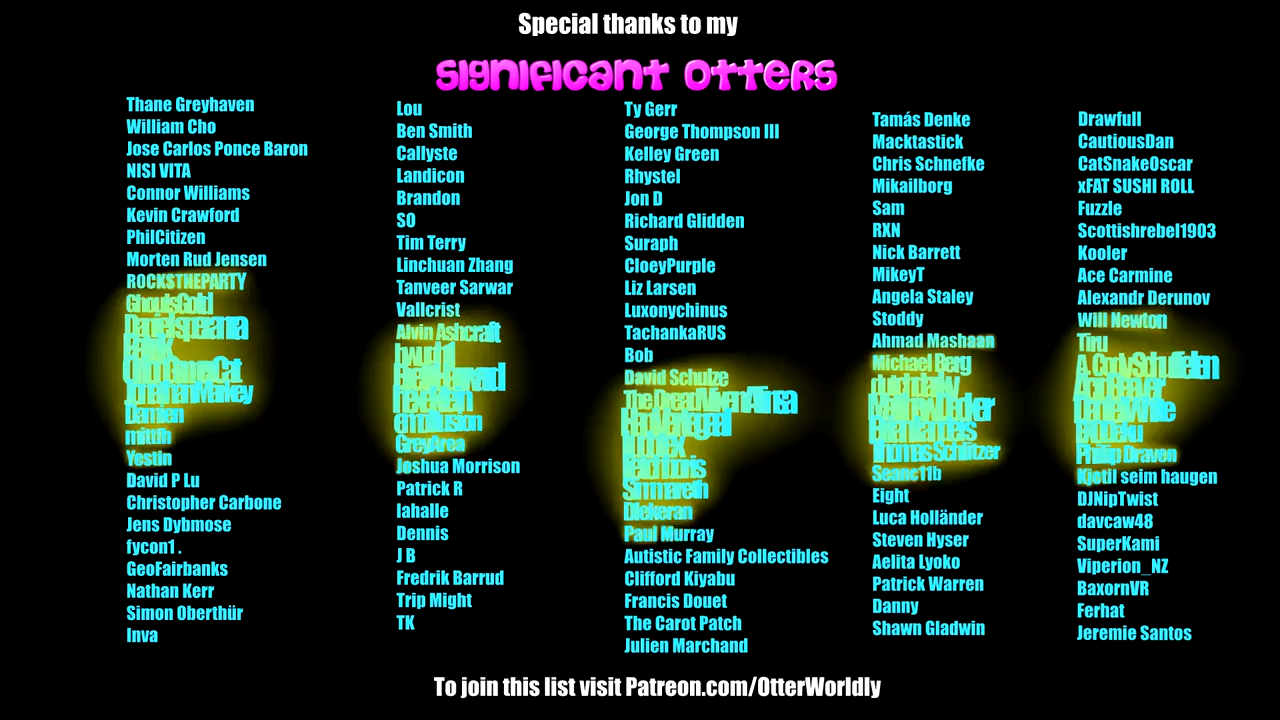 Special thanks to my
SIGNIFICANT OTTERS
Thane Greyhaven
William Cho
Jose Carlos Ponce Baron
NISI VITA
Connor Williams
Kevin Crawford
PhilCitizen
Morten Rud Jensen
ROCKSTHEPARTY
GhoulsGold
Damien
mitth
Yestin
David P Lu
Christopher Carbone
Jens Dybmose
fycon1 .
GeoFairbanks
Nathan Kerr
Simon Oberthür
Inva
Lou
Ben Smith
Callyste
Landicon
Brandon
SO
Tim Terry
Linchuan Zhang
Tanveer Sarwar
Vallcrist
Alvin Ashcraft
GreyArea
Joshua Morrison
Patrick R
lahalle
Dennis
J B
Fredrik Barrud
Trip Might
TK
Ty Gerr
George Thompson III
Kelley Green
Rhystel
Jon D
Richard Glidden
Suraph
CloeyPurple
Liz Larsen
Luxonychinus
TachankaRUS
Bob
David Schulze
Paul Murray
Autistic Family Collectibles
Clifford Kiyabu
Francis Douet
The Carot Patch
Julien Marchand
Tamás Denke
Macktastick
Chris Schnefke
Mikailborg
Sam
RXN
Nick Barrett
MikeyT
Angela Staley
Stoddy
Ahmad Mashaan
Michael Berg
Thomas Schlitzer
Seanc11b
Eight
Luca Holländer
Steven Hyser
Aelita Lyoko
Patrick Warren
Danny
Shawn Gladwin
Drawfull
CautiousDan
CatSnakeOscar
xFAT SUSHI ROLL
Fuzzle
Scottishrebel1903
Kooler
Ace Carmine
Alexandr Derunov
Will Newton
Tiru
Philip Draven
Kjetil seim haugen
DJNipTwist
davcaw48
SuperKami
Viperion_NZ
BaxornVR
Ferhat
Jeremie Santos
To join this list visit Patreon.com/OtterWorldly